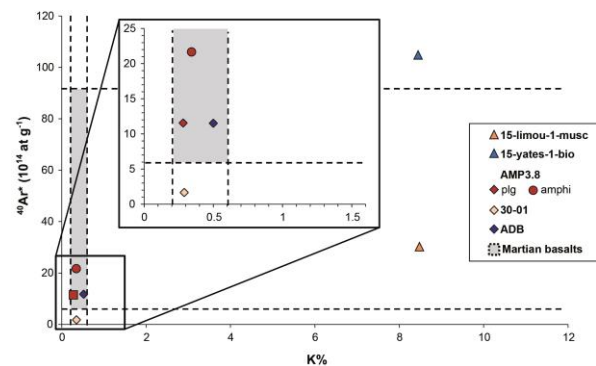 120
100
80
60
40
20
0
⁴⁰Ar* (10¹⁴ at g⁻¹)
25
20
15
10
5
0
0 0.5 1 1.5
15-limou-1-musc
15-yates-1-bio
AMP3.8
plg amphi
30-01
ADB
Martian basalts
0 2 4 6 8 10 12
K%